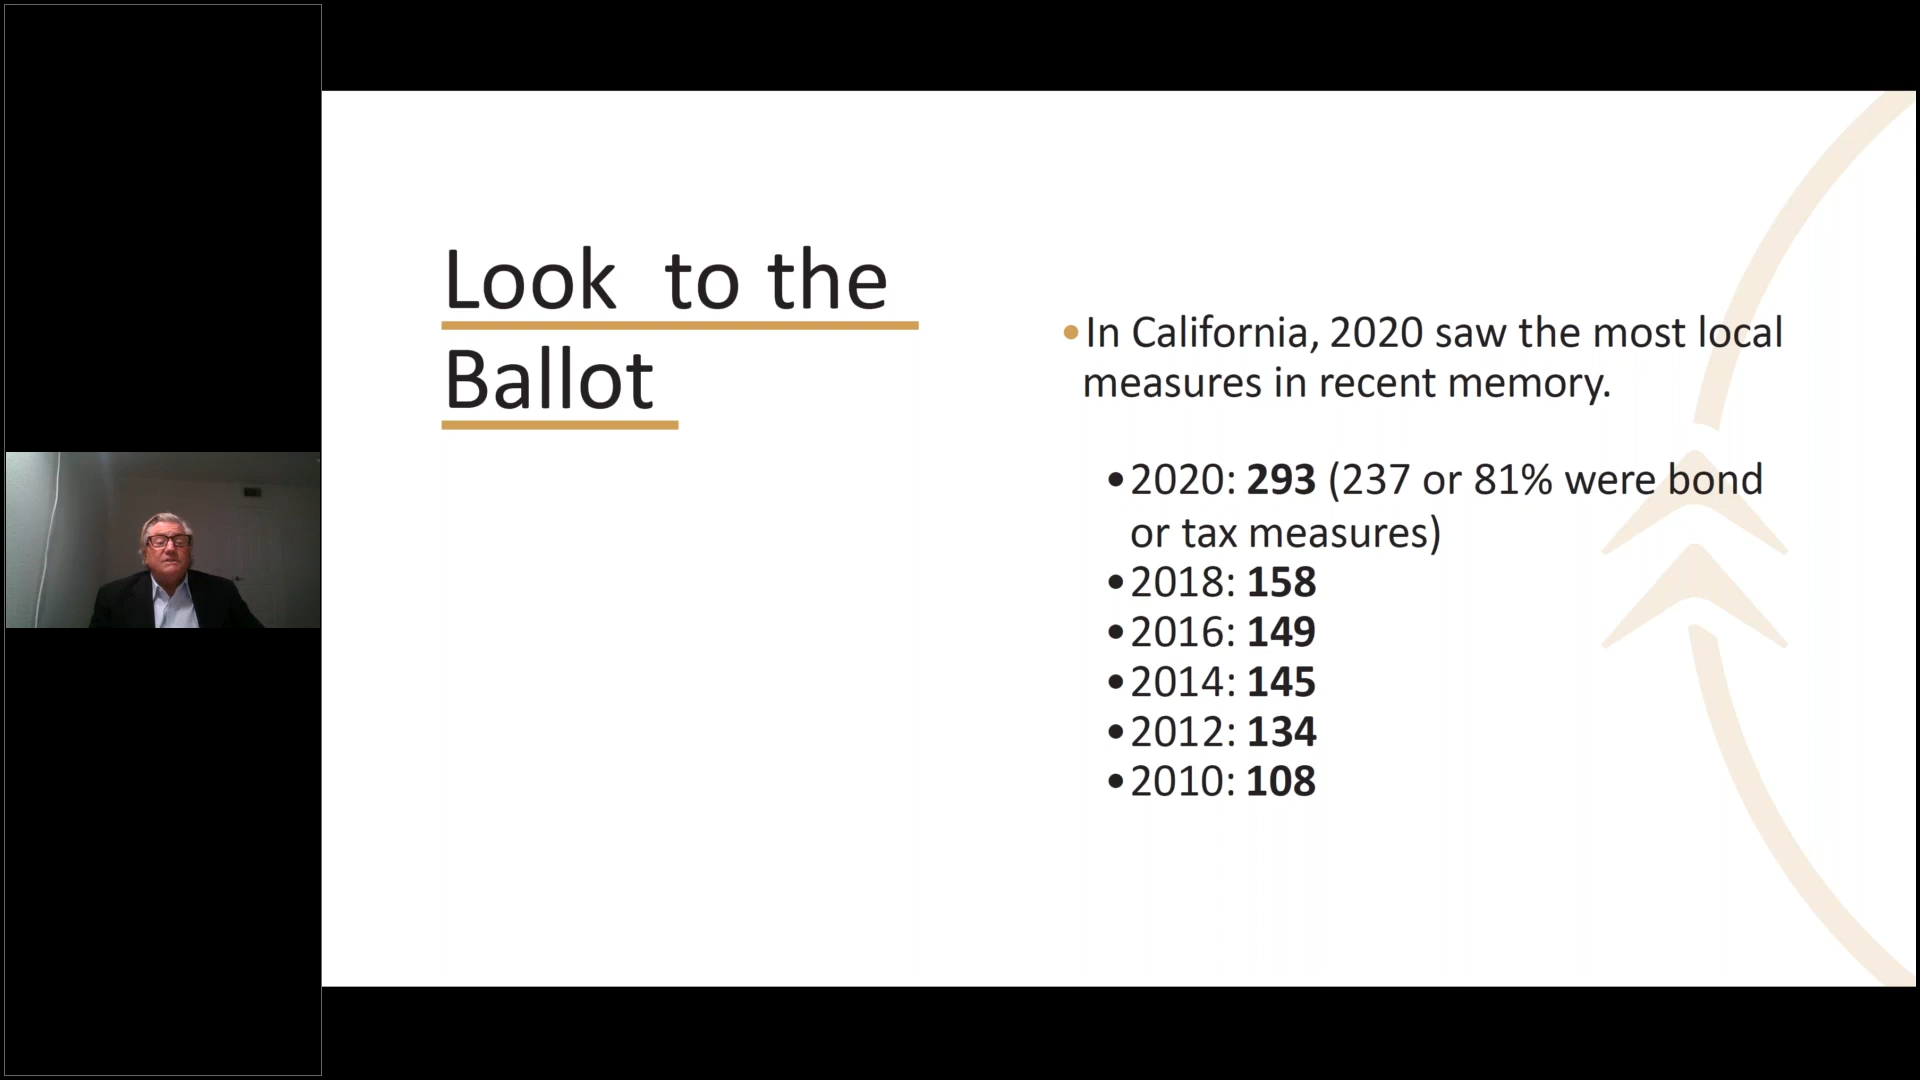 Look  to the
Ballot
•In California, 2020 saw the most local
measures in recent memory.
•2020: 293 (237 or 81% were bond
or tax measures)
•2018: 158
•2016: 149
•2014: 145
•2012: 134
•2010: 108